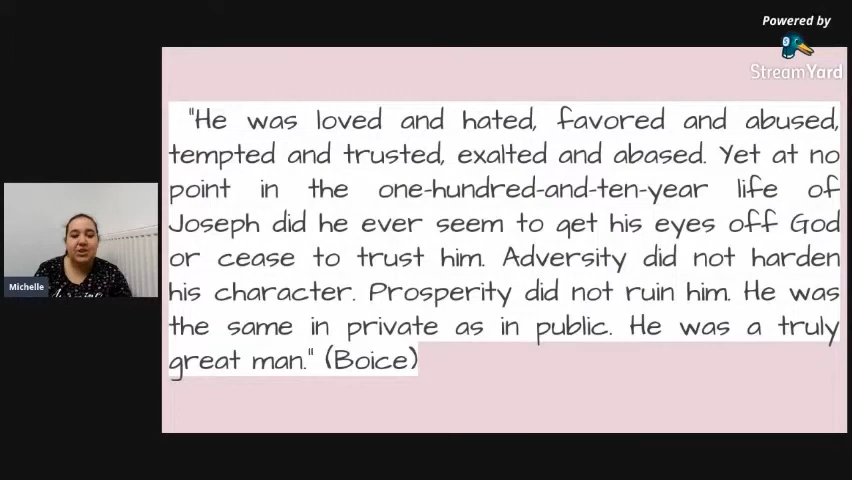 Powered by
StreamYard
"He was loved and hated, favored and abused,
tempted and trusted, exalted and abased. Yet at no
point in the one-hundred-and-ten-year life of
Joseph did he ever seem to get his eyes off God
or cease to trust him. Adversity did not harden
his character. Prosperity did not ruin him. He was
the same in private as in public. He was a truly
great man." (Boice)
Michelle